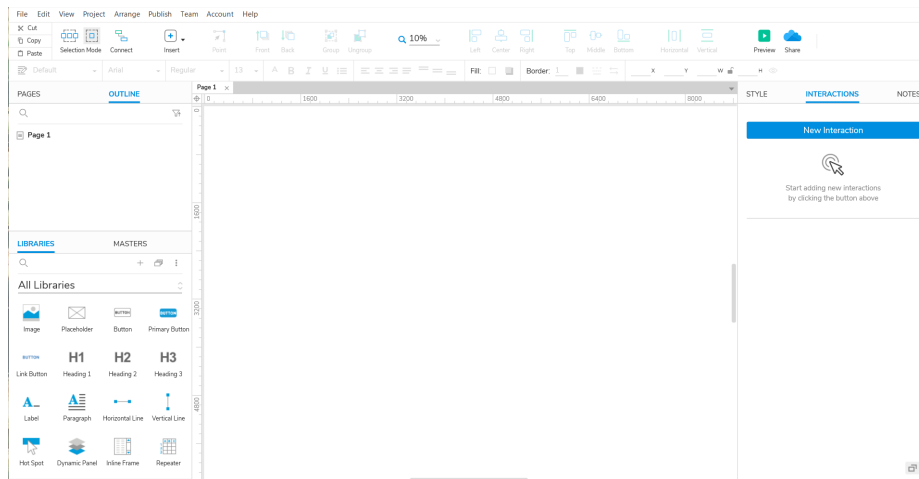 File Edit View Project Arrange Publish Team Account Help
Cut
Copy
Paste
Selection Mode Connect Insert Point Front Back Group Ungroup 10% Left Center Right Top Middle Bottom Horizontal Vertical Preview Share
Default Arial Regular 13 A B I U Fill: Border: X Y W H
PAGES OUTLINE Page 1 STYLE INTERACTIONS NOTES
0 1600 3200 4800 6400 8000
0
Page 1
New Interaction
Start adding new interactions
by clicking the button above
1600
LIBRARIES MASTERS
All Libraries
3200
BUTTON BUTTON
Image Placeholder Button Primary Button
BUTTON H1 H2 H3
Link Button Heading 1 Heading 2 Heading 3
4800
A A
Label Paragraph Horizontal Line Vertical Line
Hot Spot Dynamic Panel Inline Frame Repeater